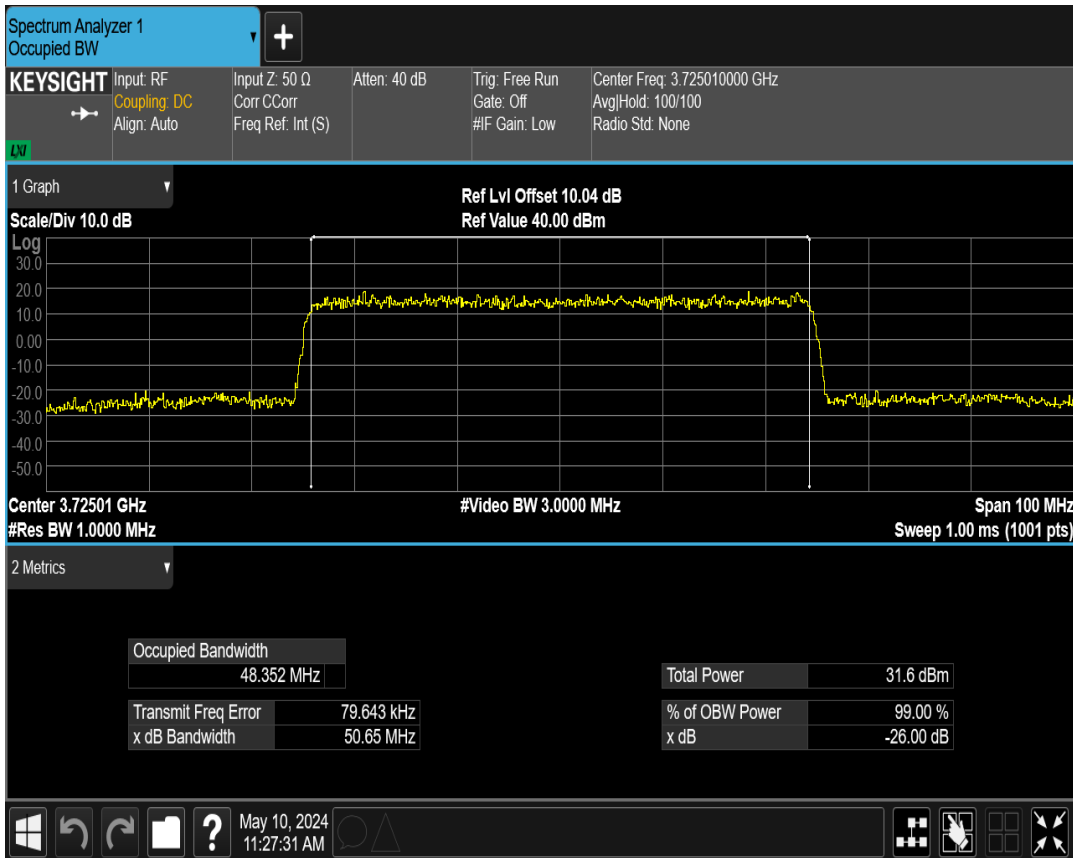 Spectrum Analyzer 1
Occupied BW
+
KEYSIGHT
LXI
Input: RF
Coupling: DC
Align: Auto
Input Z: 50 Ω
Corr CCorr
Freq Ref: Int (S)
Atten: 40 dB
Trig: Free Run
Gate: Off
#IF Gain: Low
Center Freq: 3.725010000 GHz
Avg|Hold: 100/100
Radio Std: None
1 Graph
Scale/Div 10.0 dB
Ref Lvl Offset 10.04 dB
Ref Value 40.00 dBm
Log
30.0
20.0
10.0
0.00
-10.0
-20.0
-30.0
-40.0
-50.0
Center 3.72501 GHz
#Video BW 3.0000 MHz
Span 100 MHz
#Res BW 1.0000 MHz
Sweep 1.00 ms (1001 pts)
2 Metrics
Occupied Bandwidth
48.352 MHz
Transmit Freq Error 79.643 kHz
x dB Bandwidth 50.65 MHz
Total Power 31.6 dBm
% of OBW Power 99.00 %
x dB -26.00 dB
?
May 10, 2024
11:27:31 AM